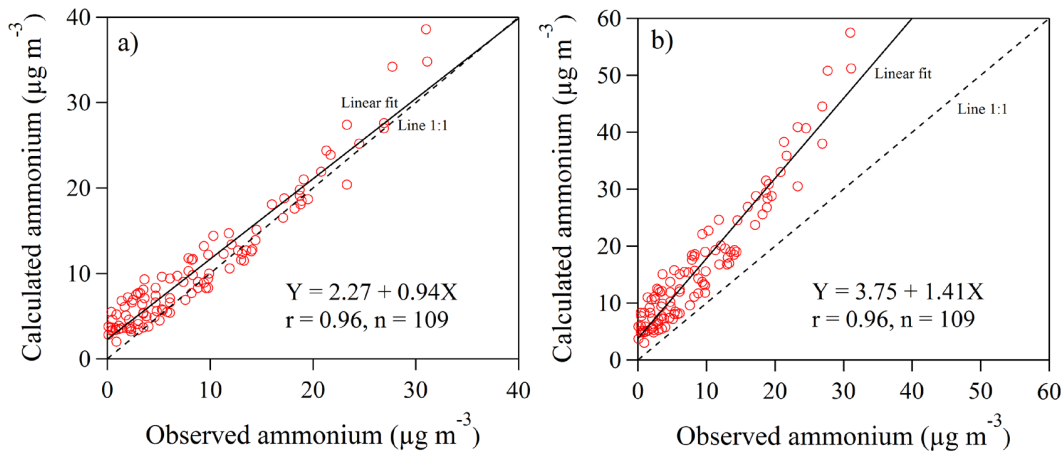 a)
Calculated ammonium (µg m⁻³)
40
30
20
10
0
Linear fit
Line 1:1
Y = 2.27 + 0.94X
r = 0.96, n = 109
0
10
20
30
40
Observed ammonium (µg m⁻³)
b)
Calculated ammonium (µg m⁻³)
60
50
40
30
20
10
0
Linear fit
Line 1:1
Y = 3.75 + 1.41X
r = 0.96, n = 109
0
10
20
30
40
50
60
Observed ammonium (µg m⁻³)